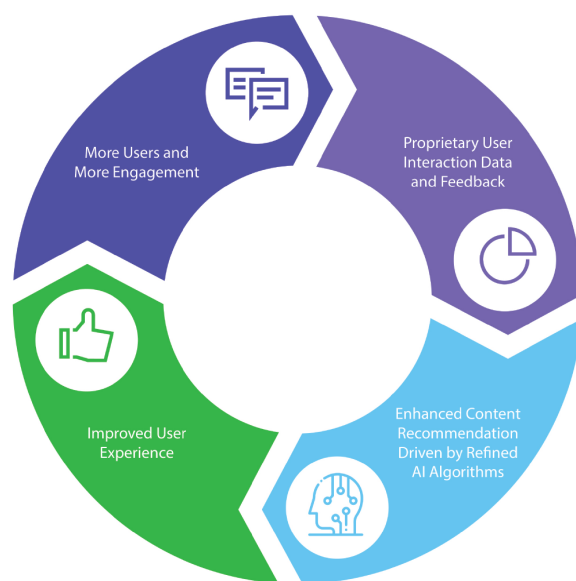 More Users and
More Engagement
Proprietary User
Interaction Data
and Feedback
Enhanced Content
Recommendation
Driven by Refined
AI Algorithms
Improved User
Experience